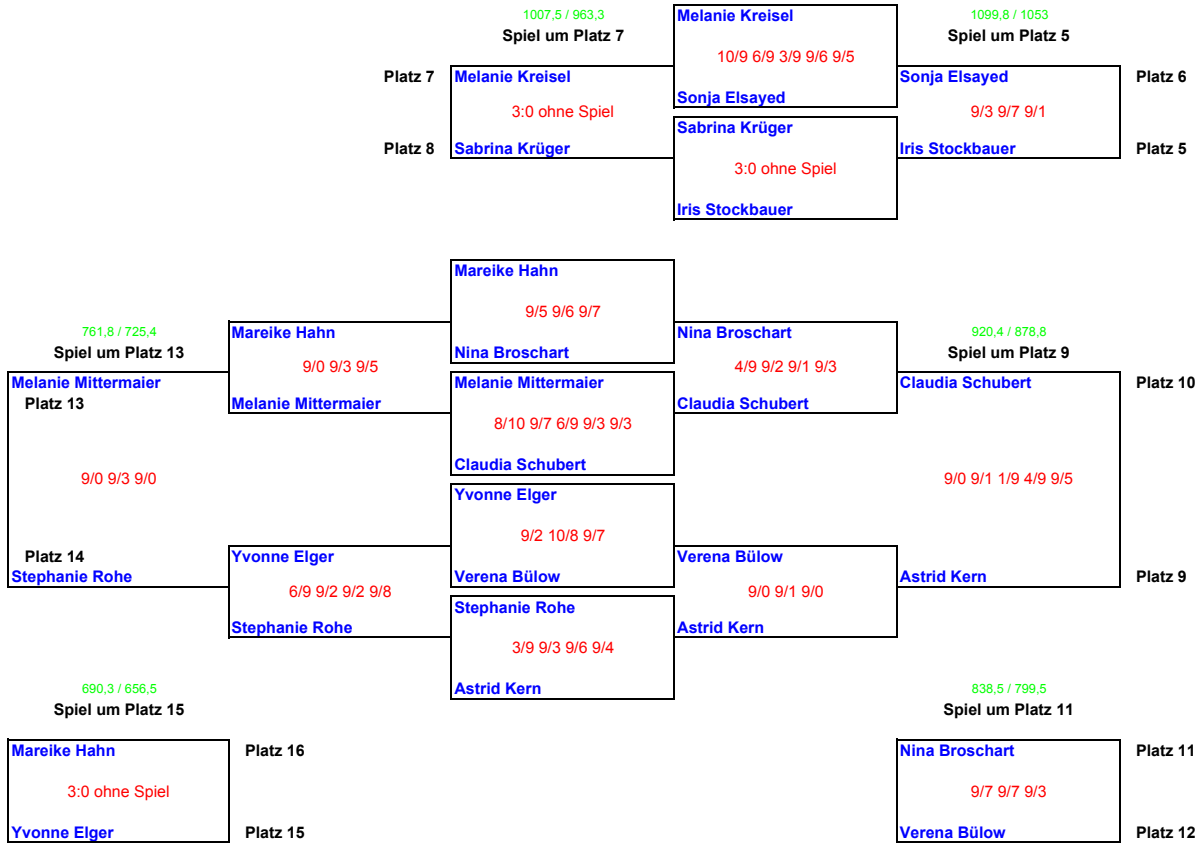 1007,5 / 963,3 Melanie Kreisel 1099,8 / 1053
Spiel um Platz 7 Spiel um Platz 5
10/9 6/9 3/9 9/6 9/5
Platz 7 Melanie Kreisel Sonja Elsayed Platz 6
Sonja Elsayed
3:0 ohne Spiel 9/3 9/7 9/1
Sabrina Krüger
Platz 8 Sabrina Krüger Iris Stockbauer Platz 5
3:0 ohne Spiel
Iris Stockbauer
Mareike Hahn
9/5 9/6 9/7
761,8 / 725,4 Mareike Hahn Nina Broschart 920,4 / 878,8
Spiel um Platz 13 Nina Broschart Spiel um Platz 9
9/0 9/3 9/5 4/9 9/2 9/1 9/3
Melanie Mittermaier Melanie Mittermaier Claudia Schubert Platz 10
Platz 13 Melanie Mittermaier Claudia Schubert
8/10 9/7 6/9 9/3 9/3
Claudia Schubert
9/0 9/3 9/0 9/0 9/1 1/9 4/9 9/5
Yvonne Elger
9/2 10/8 9/7
Platz 14 Yvonne Elger Verena Bülow
Stephanie Rohe Verena Bülow Astrid Kern Platz 9
6/9 9/2 9/2 9/8 9/0 9/1 9/0
Stephanie Rohe
Stephanie Rohe Astrid Kern
3/9 9/3 9/6 9/4
690,3 / 656,5 Astrid Kern 838,5 / 799,5
Spiel um Platz 15 Spiel um Platz 11
Mareike Hahn Platz 16 Nina Broschart Platz 11
3:0 ohne Spiel 9/7 9/7 9/3
Yvonne Elger Platz 15 Verena Bülow Platz 12